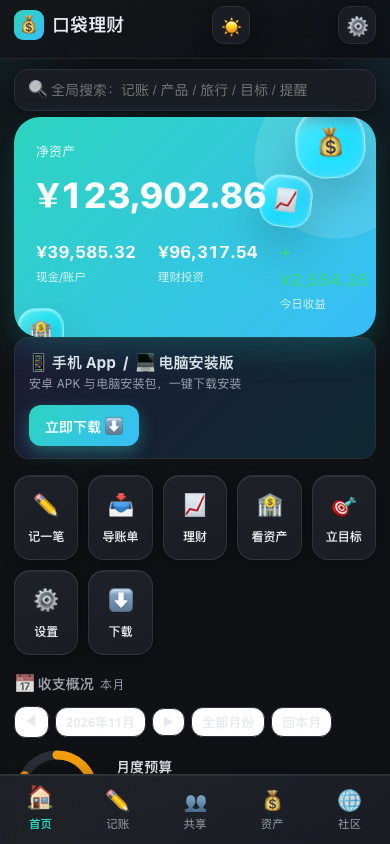 口袋理财
全局搜索: 记账 / 产品 / 旅行 / 目标 / 提醒
净资产
¥123,902.86
¥39,585.32
现金/账户
¥96,317.54
理财投资
+
¥2,554.35
今日收益
手机 App / 电脑安装版
安卓 APK 与电脑安装包，一键下载安装
立即下载
记一笔
导账单
理财
看资产
立目标
设置
下载
收支概况 本月
2026年11月
全部月份
回本月
月度预算
首页
记账
共享
资产
社区